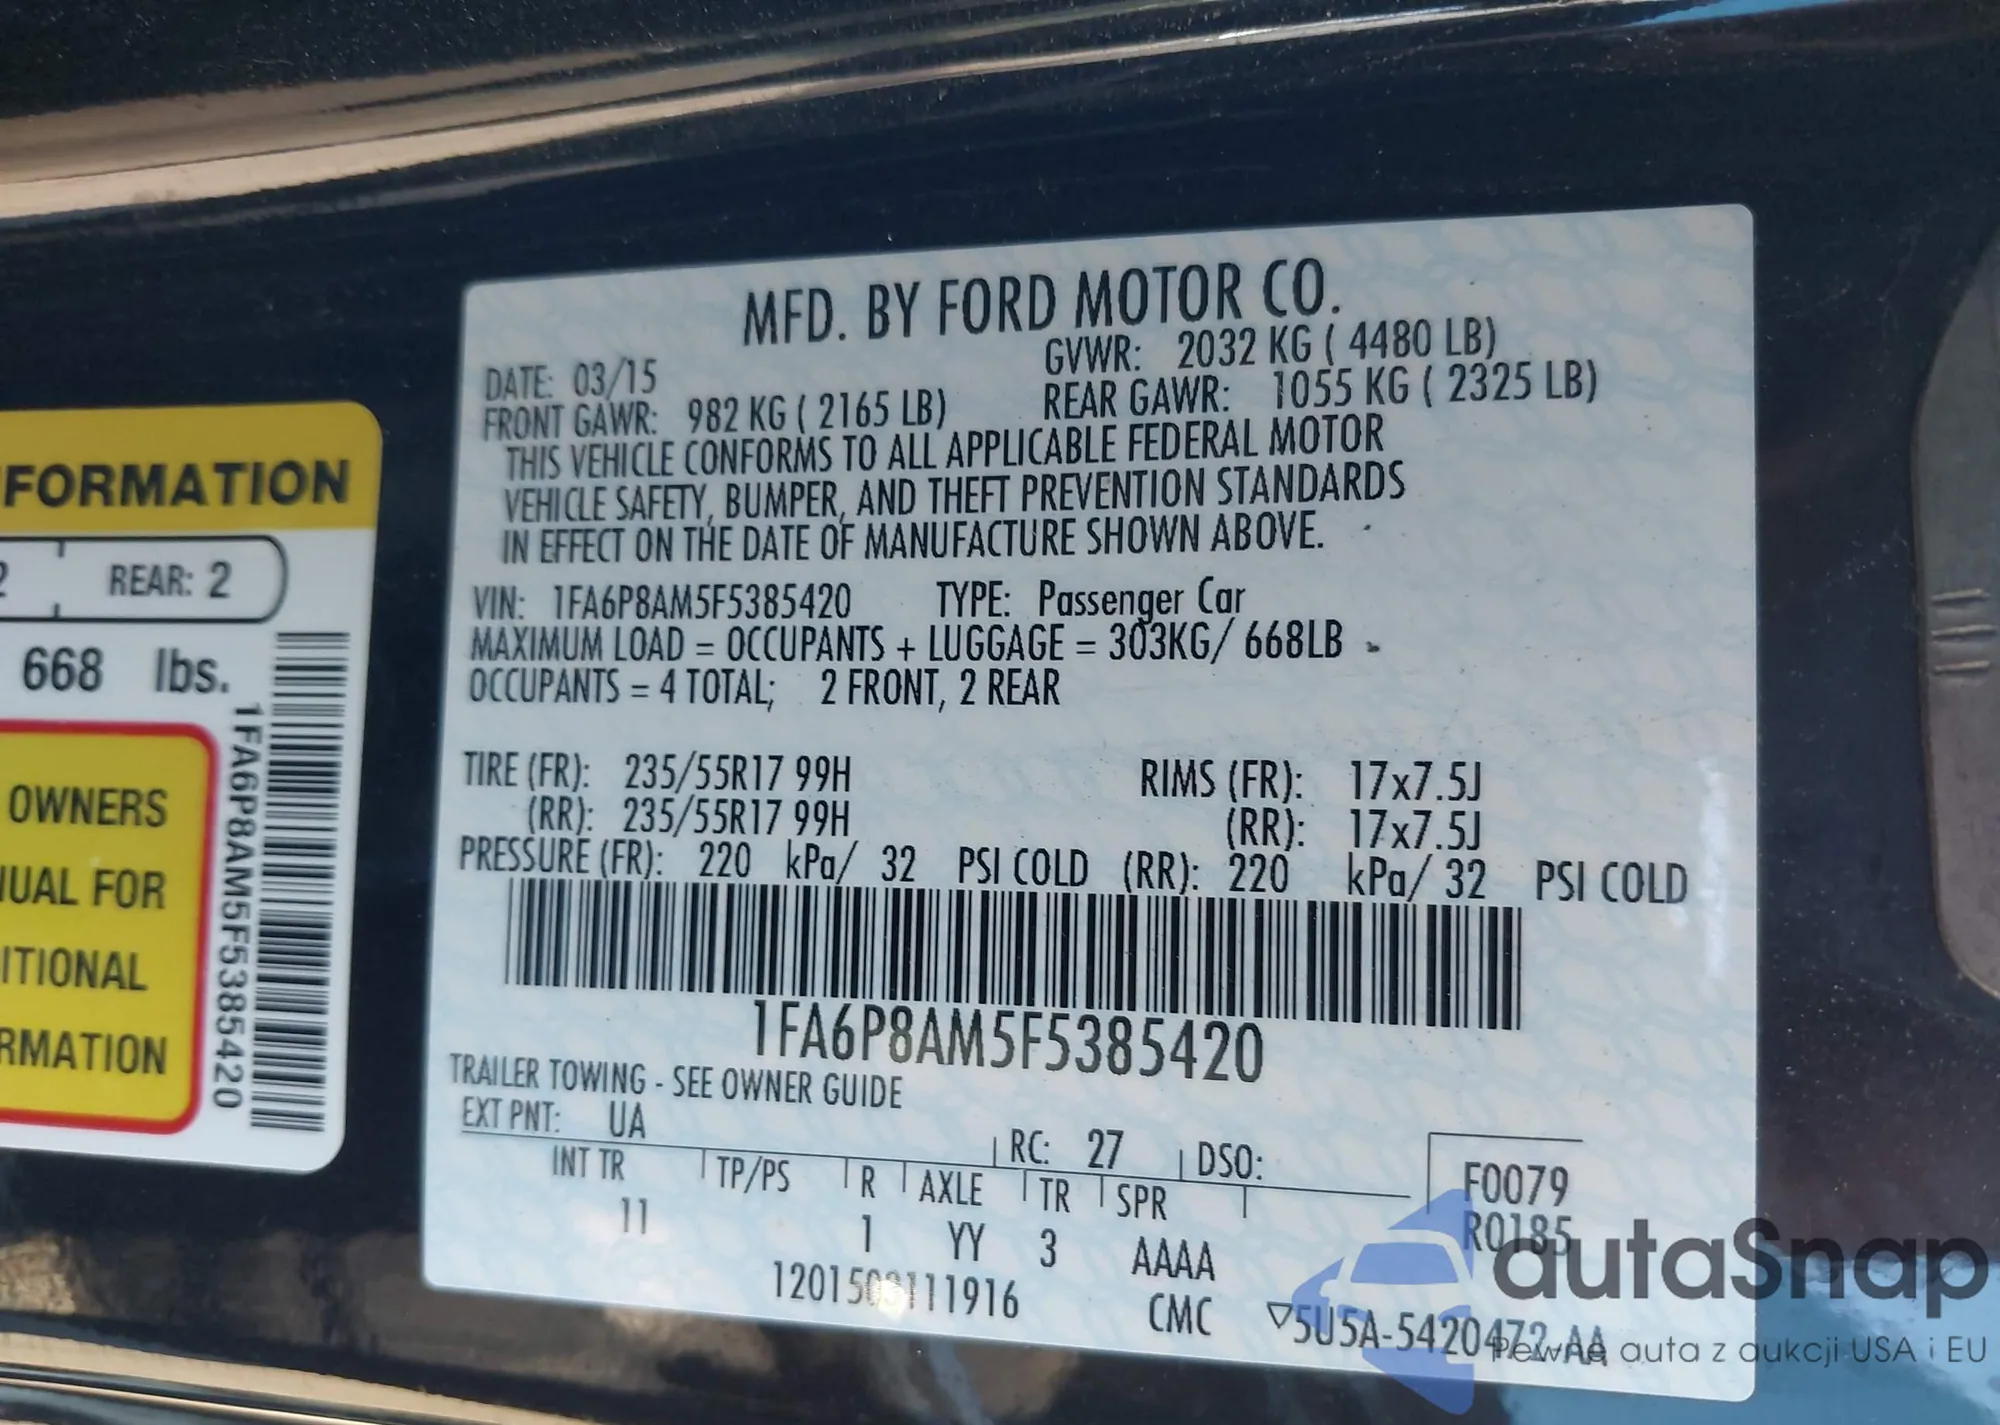 FORMATION
2 REAR: 2
668 lbs.
OWNERS
UAL FOR
ITIONAL
RMATION
1FA6P8AM5F5385420
MFD. BY FORD MOTOR CO.
DATE: 03/15 GVWR: 2032 KG ( 4480 LB)
FRONT GAWR: 982 KG ( 2165 LB) REAR GAWR: 1055 KG ( 2325 LB)
THIS VEHICLE CONFORMS TO ALL APPLICABLE FEDERAL MOTOR
VEHICLE SAFETY, BUMPER, AND THEFT PREVENTION STANDARDS
IN EFFECT ON THE DATE OF MANUFACTURE SHOWN ABOVE.
VIN: 1FA6P8AM5F5385420 TYPE: Passenger Car
MAXIMUM LOAD = OCCUPANTS + LUGGAGE = 303KG/ 668LB
OCCUPANTS = 4 TOTAL; 2 FRONT, 2 REAR
TIRE (FR): 235/55R17 99H RIMS (FR): 17x7.5J
(RR): 235/55R17 99H (RR): 17x7.5J
PRESSURE (FR): 220 kPa/ 32 PSI COLD (RR): 220 kPa/ 32 PSI COLD
1FA6P8AM5F5385420
TRAILER TOWING - SEE OWNER GUIDE
EXT PNT: UA RC: 27 DSO: F0079
INT TR TP/PS R AXLE TR SPR R0185
11 1 YY 3 AAAA
CMC ▽5U5A-5420472-AA
autaSnap
Pewne auta z aukcji USA i EU